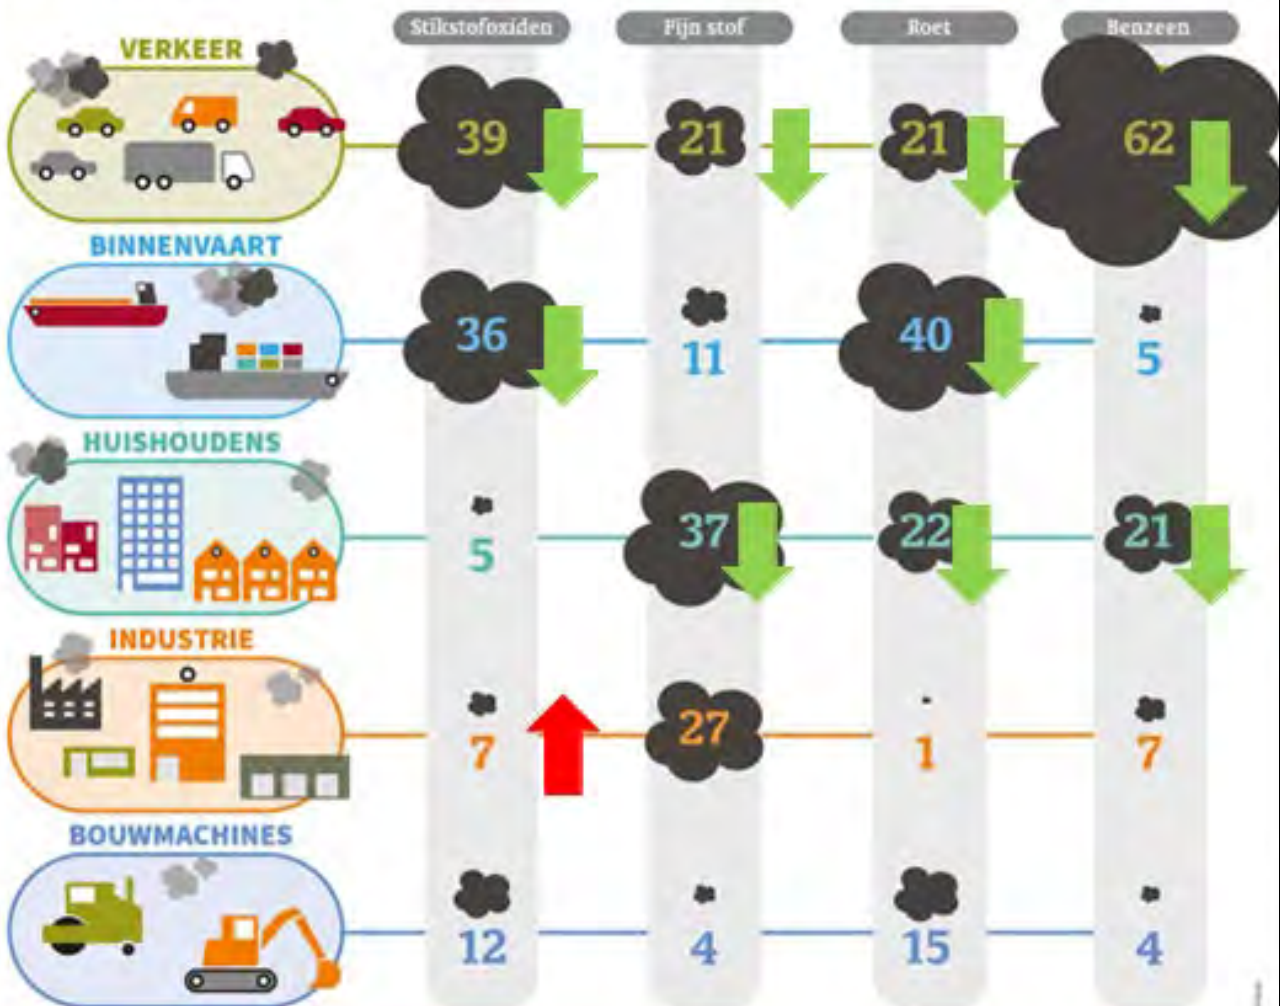 Stikstofoxiden Fijn stof Roet Benzeen
VERKEER
39 21 21 62
BINNENVAART
36 11 40 5
HUISHOUDENS
5 37 22 21
INDUSTRIE
7 27 1 7
BOUWMACHINES
12 4 15 4